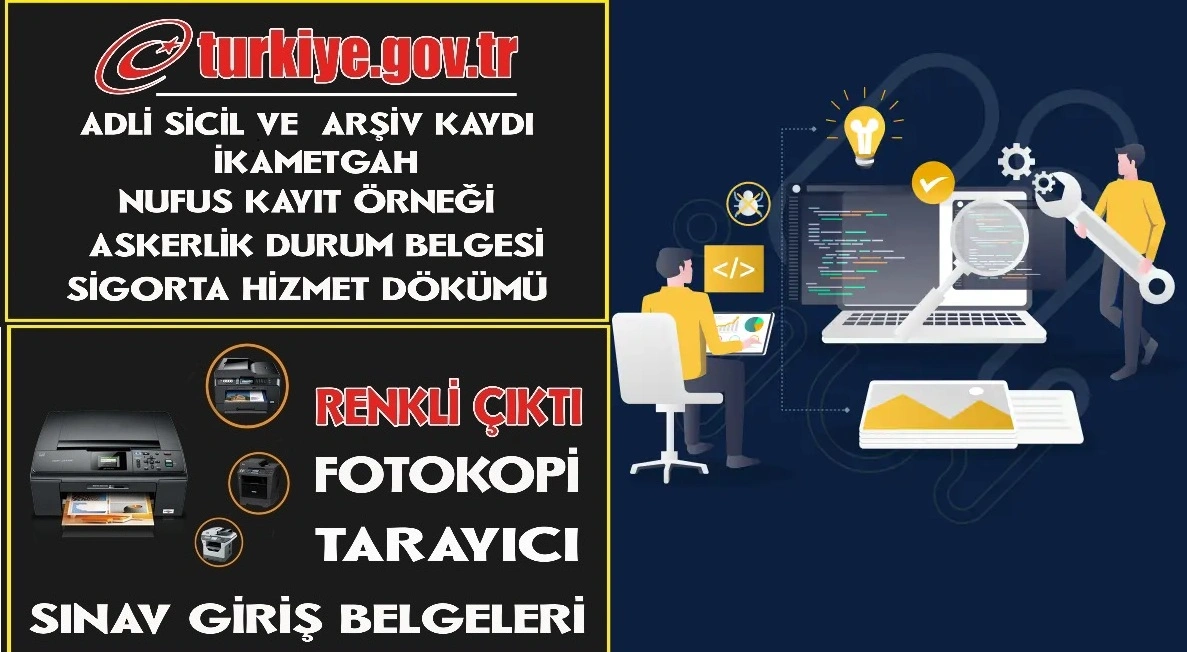 turkiye.gov.tr
ADLİ SİCİL VE ARŞİV KAYDI
İKAMETGAH
NUFUS KAYIT ÖRNEĞİ
ASKERLİK DURUM BELGESİ
SİGORTA HİZMET DÖKÜMÜ
RENKLİ ÇIKTI
FOTOKOPİ
TARAYICI
SINAV GİRİŞ BELGELERİ
</>